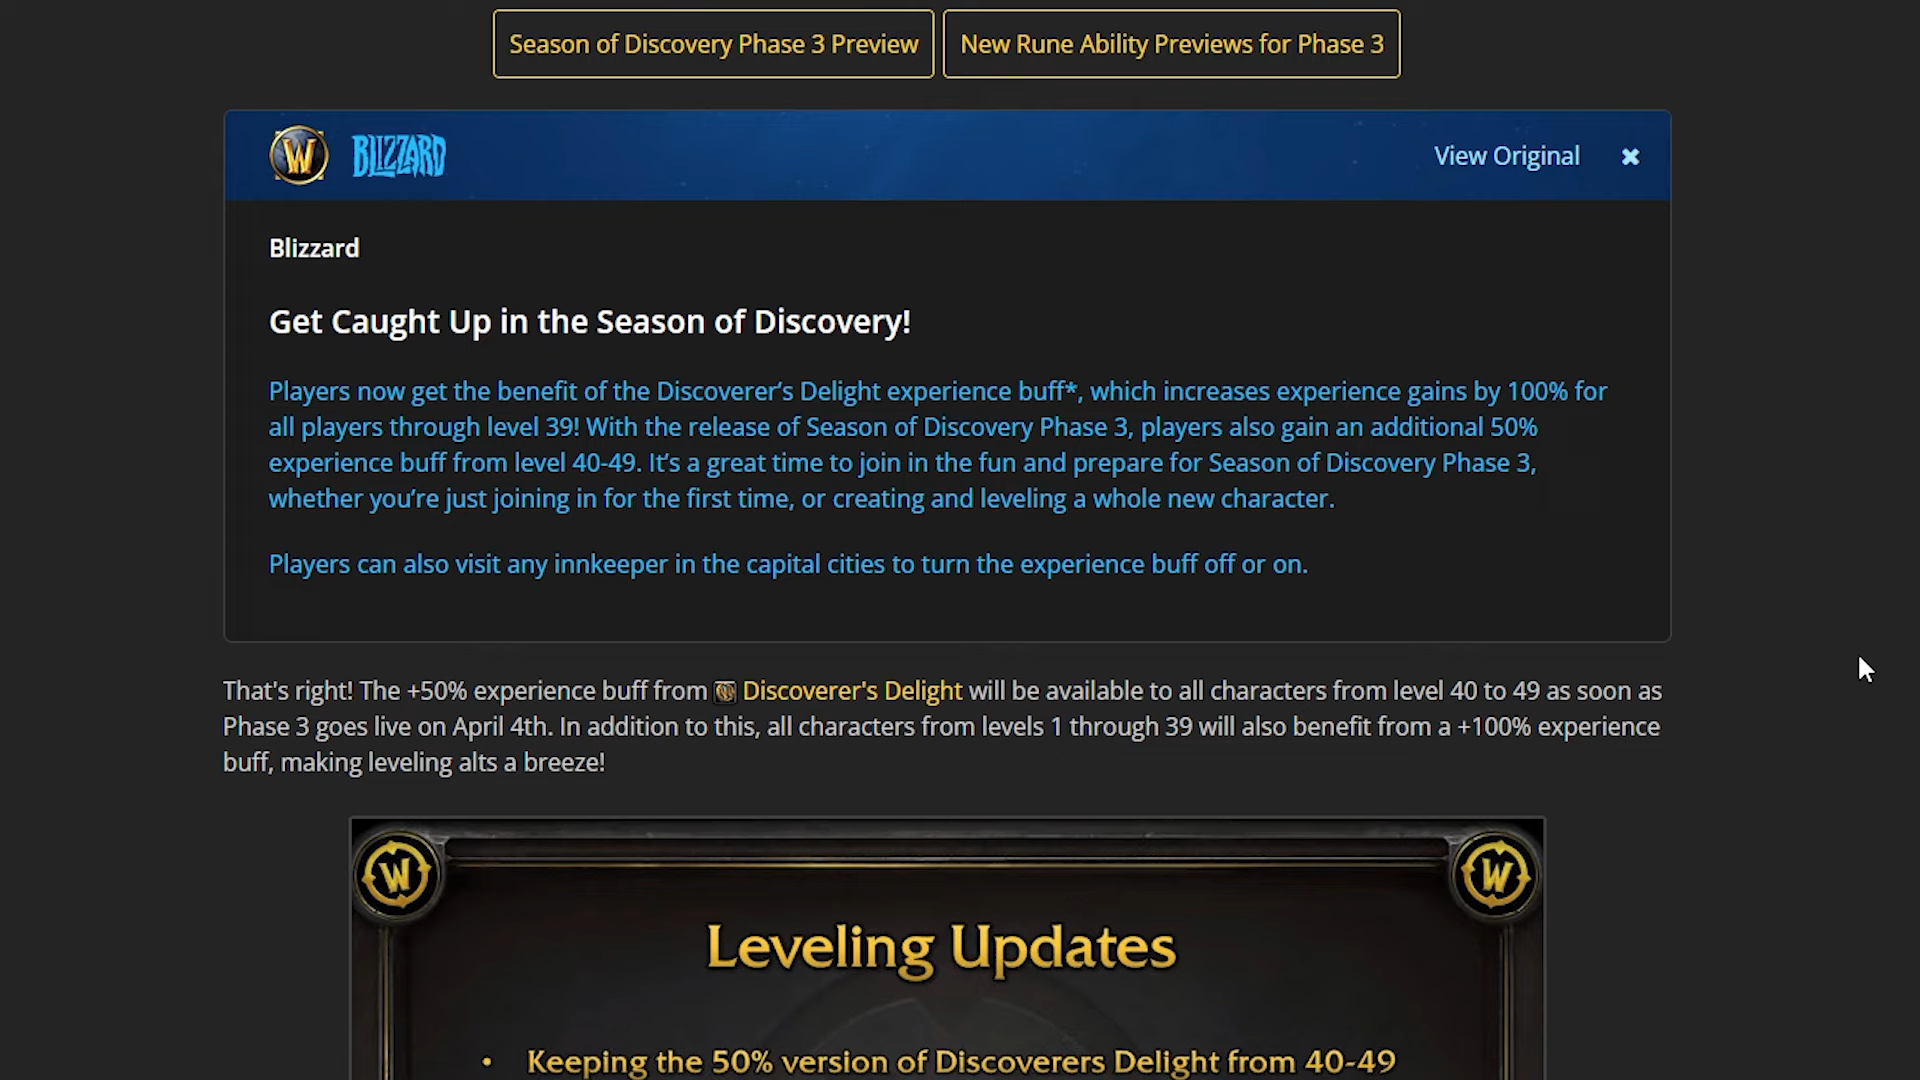 Season of Discovery Phase 3 Preview
New Rune Ability Previews for Phase 3
W
BLIZZARD
View Original
Blizzard
Get Caught Up in the Season of Discovery!
Players now get the benefit of the Discoverer’s Delight experience buff*, which increases experience gains by 100% for
all players through level 39! With the release of Season of Discovery Phase 3, players also gain an additional 50%
experience buff from level 40-49. It’s a great time to join in the fun and prepare for Season of Discovery Phase 3,
whether you’re just joining in for the first time, or creating and leveling a whole new character.
Players can also visit any innkeeper in the capital cities to turn the experience buff off or on.
That's right! The +50% experience buff from Discoverer's Delight will be available to all characters from level 40 to 49 as soon as
Phase 3 goes live on April 4th. In addition to this, all characters from levels 1 through 39 will also benefit from a +100% experience
buff, making leveling alts a breeze!
W
W
Leveling Updates
• Keeping the 50% version of Discoverers Delight from 40-49